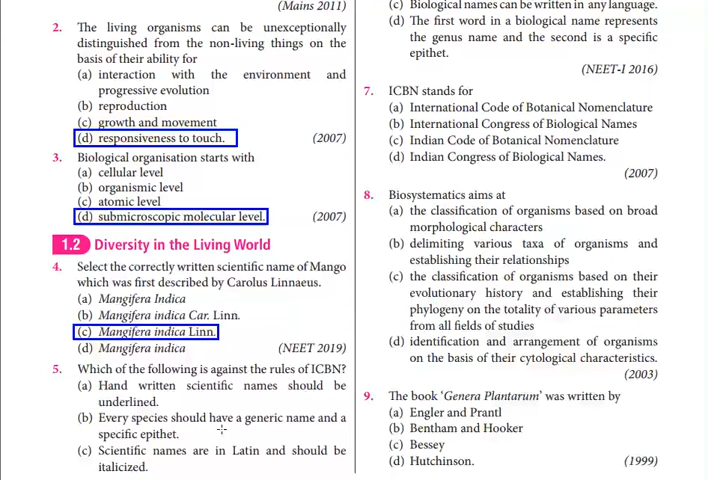 (Mains 2011)
2. The living organisms can be unexceptionally
distinguished from the non-living things on the
basis of their ability for
(a) interaction with the environment and
progressive evolution
(b) reproduction
(c) growth and movement
(d) responsiveness to touch. (2007)
3. Biological organisation starts with
(a) cellular level
(b) organismic level
(c) atomic level
(d) submicroscopic molecular level. (2007)
1.2 Diversity in the Living World
4. Select the correctly written scientific name of Mango
which was first described by Carolus Linnaeus.
(a) Mangifera Indica
(b) Mangifera indica Car. Linn.
(c) Mangifera indica Linn.
(d) Mangifera indica (NEET 2019)
5. Which of the following is against the rules of ICBN?
(a) Hand written scientific names should be
underlined.
(b) Every species should have a generic name and a
specific epithet.
(c) Scientific names are in Latin and should be
italicized.
(c) Biological names can be written in any language.
(d) The first word in a biological name represents
the genus name and the second is a specific
epithet.
(NEET-I 2016)
7. ICBN stands for
(a) International Code of Botanical Nomenclature
(b) International Congress of Biological Names
(c) Indian Code of Botanical Nomenclature
(d) Indian Congress of Biological Names.
(2007)
8. Biosystematics aims at
(a) the classification of organisms based on broad
morphological characters
(b) delimiting various taxa of organisms and
establishing their relationships
(c) the classification of organisms based on their
evolutionary history and establishing their
phylogeny on the totality of various parameters
from all fields of studies
(d) identification and arrangement of organisms
on the basis of their cytological characteristics.
(2003)
9. The book ‘Genera Plantarum’ was written by
(a) Engler and Prantl
(b) Bentham and Hooker
(c) Bessey
(d) Hutchinson. (1999)